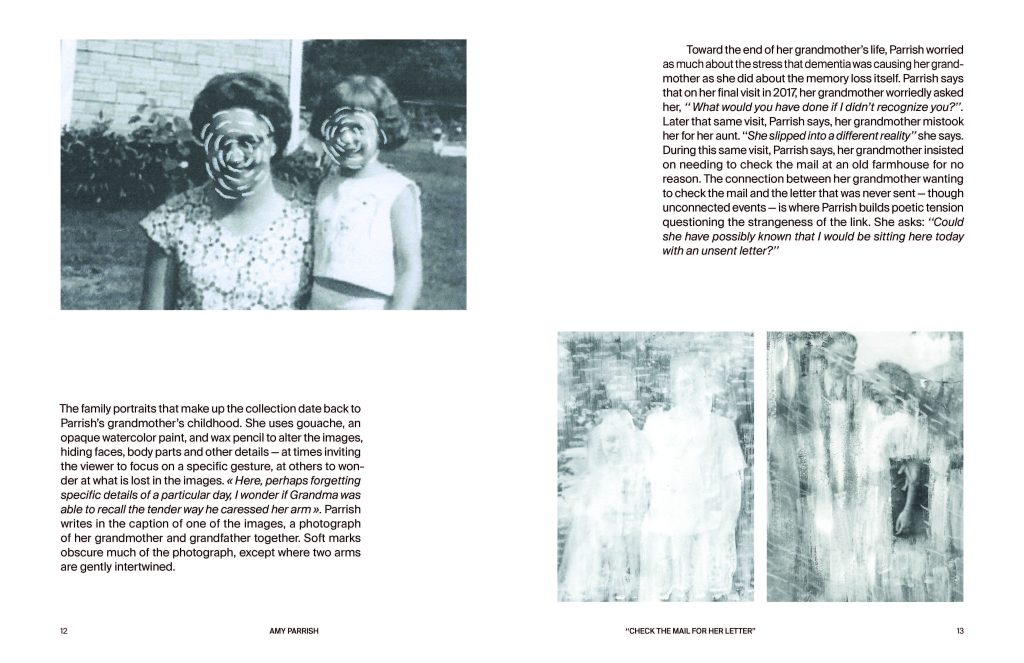 Toward the end of her grandmother's life, Parrish worried
as much about the stress that dementia was causing her grand-
mother as she did about the memory loss itself. Parrish says
that on her final visit in 2017, her grandmother worriedly asked
her, “ What would you have done if I didn't recognize you?”.
Later that same visit, Parrish says, her grandmother mistook
her for her aunt. “She slipped into a different reality” she says.
During this same visit, Parrish says, her grandmother insisted
on needing to check the mail at an old farmhouse for no
reason. The connection between her grandmother wanting
to check the mail and the letter that was never sent — though
unconnected events — is where Parrish builds poetic tension
questioning the strangeness of the link. She asks: “Could
she have possibly known that I would be sitting here today
with an unsent letter?”
The family portraits that make up the collection date back to
Parrish's grandmother's childhood. She uses gouache, an
opaque watercolor paint, and wax pencil to alter the images,
hiding faces, body parts and other details — at times inviting
the viewer to focus on a specific gesture, at others to won-
der at what is lost in the images. « Here, perhaps forgetting
specific details of a particular day, I wonder if Grandma was
able to recall the tender way he caressed her arm ». Parrish
writes in the caption of one of the images, a photograph
of her grandmother and grandfather together. Soft marks
obscure much of the photograph, except where two arms
are gently intertwined.
12
AMY PARRISH
“CHECK THE MAIL FOR HER LETTER”
13